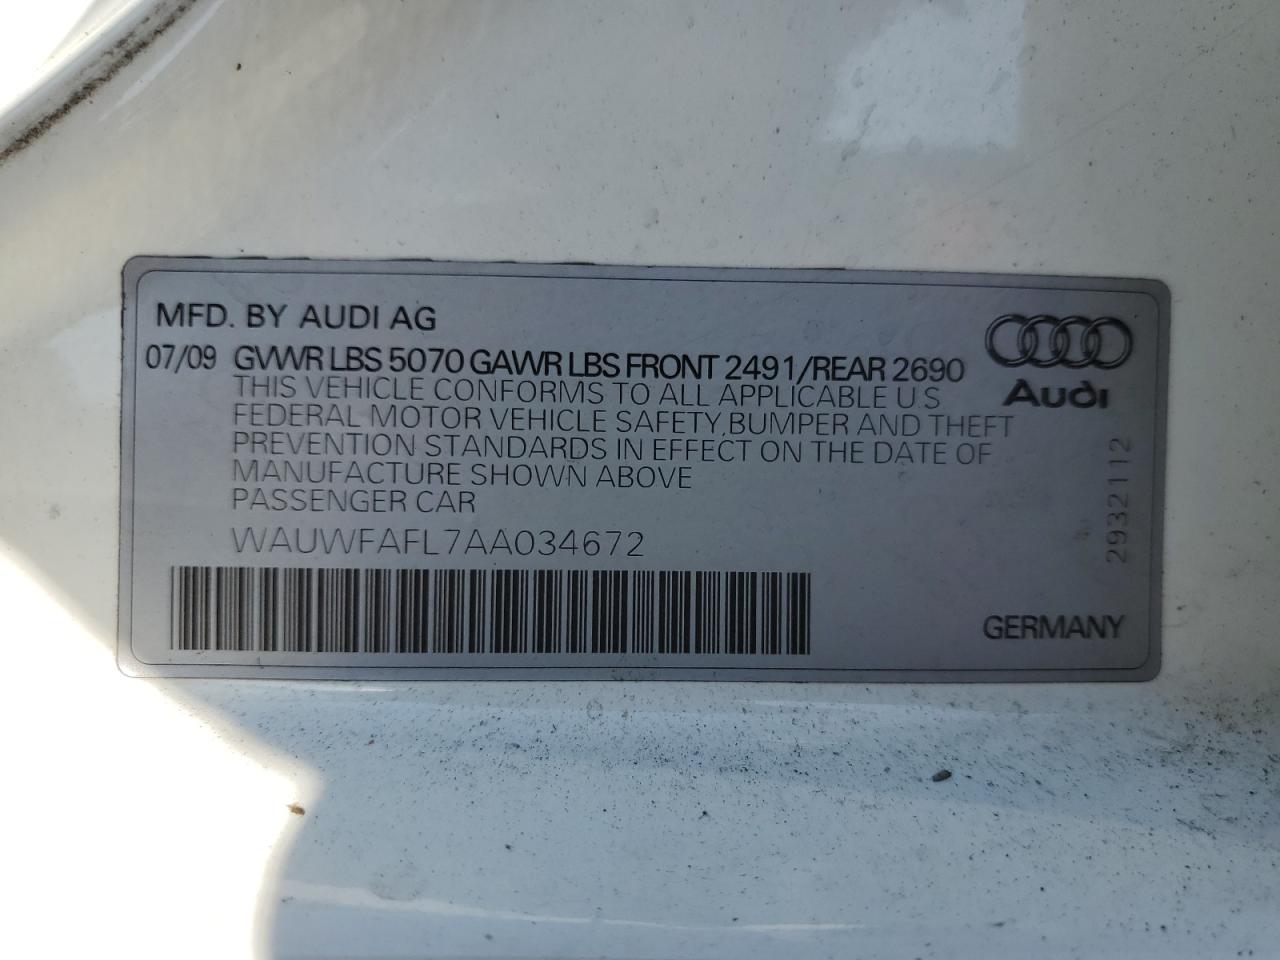 MFD. BY AUDI AG
07/09 GVWR LBS 5070 GAWR LBS FRONT 2491/REAR 2690
THIS VEHICLE CONFORMS TO ALL APPLICABLE U.S.
FEDERAL MOTOR VEHICLE SAFETY, BUMPER AND THEFT
PREVENTION STANDARDS IN EFFECT ON THE DATE OF
MANUFACTURE SHOWN ABOVE
PASSENGER CAR
WAUWFAFL7AA034672
Audi
2932112
GERMANY